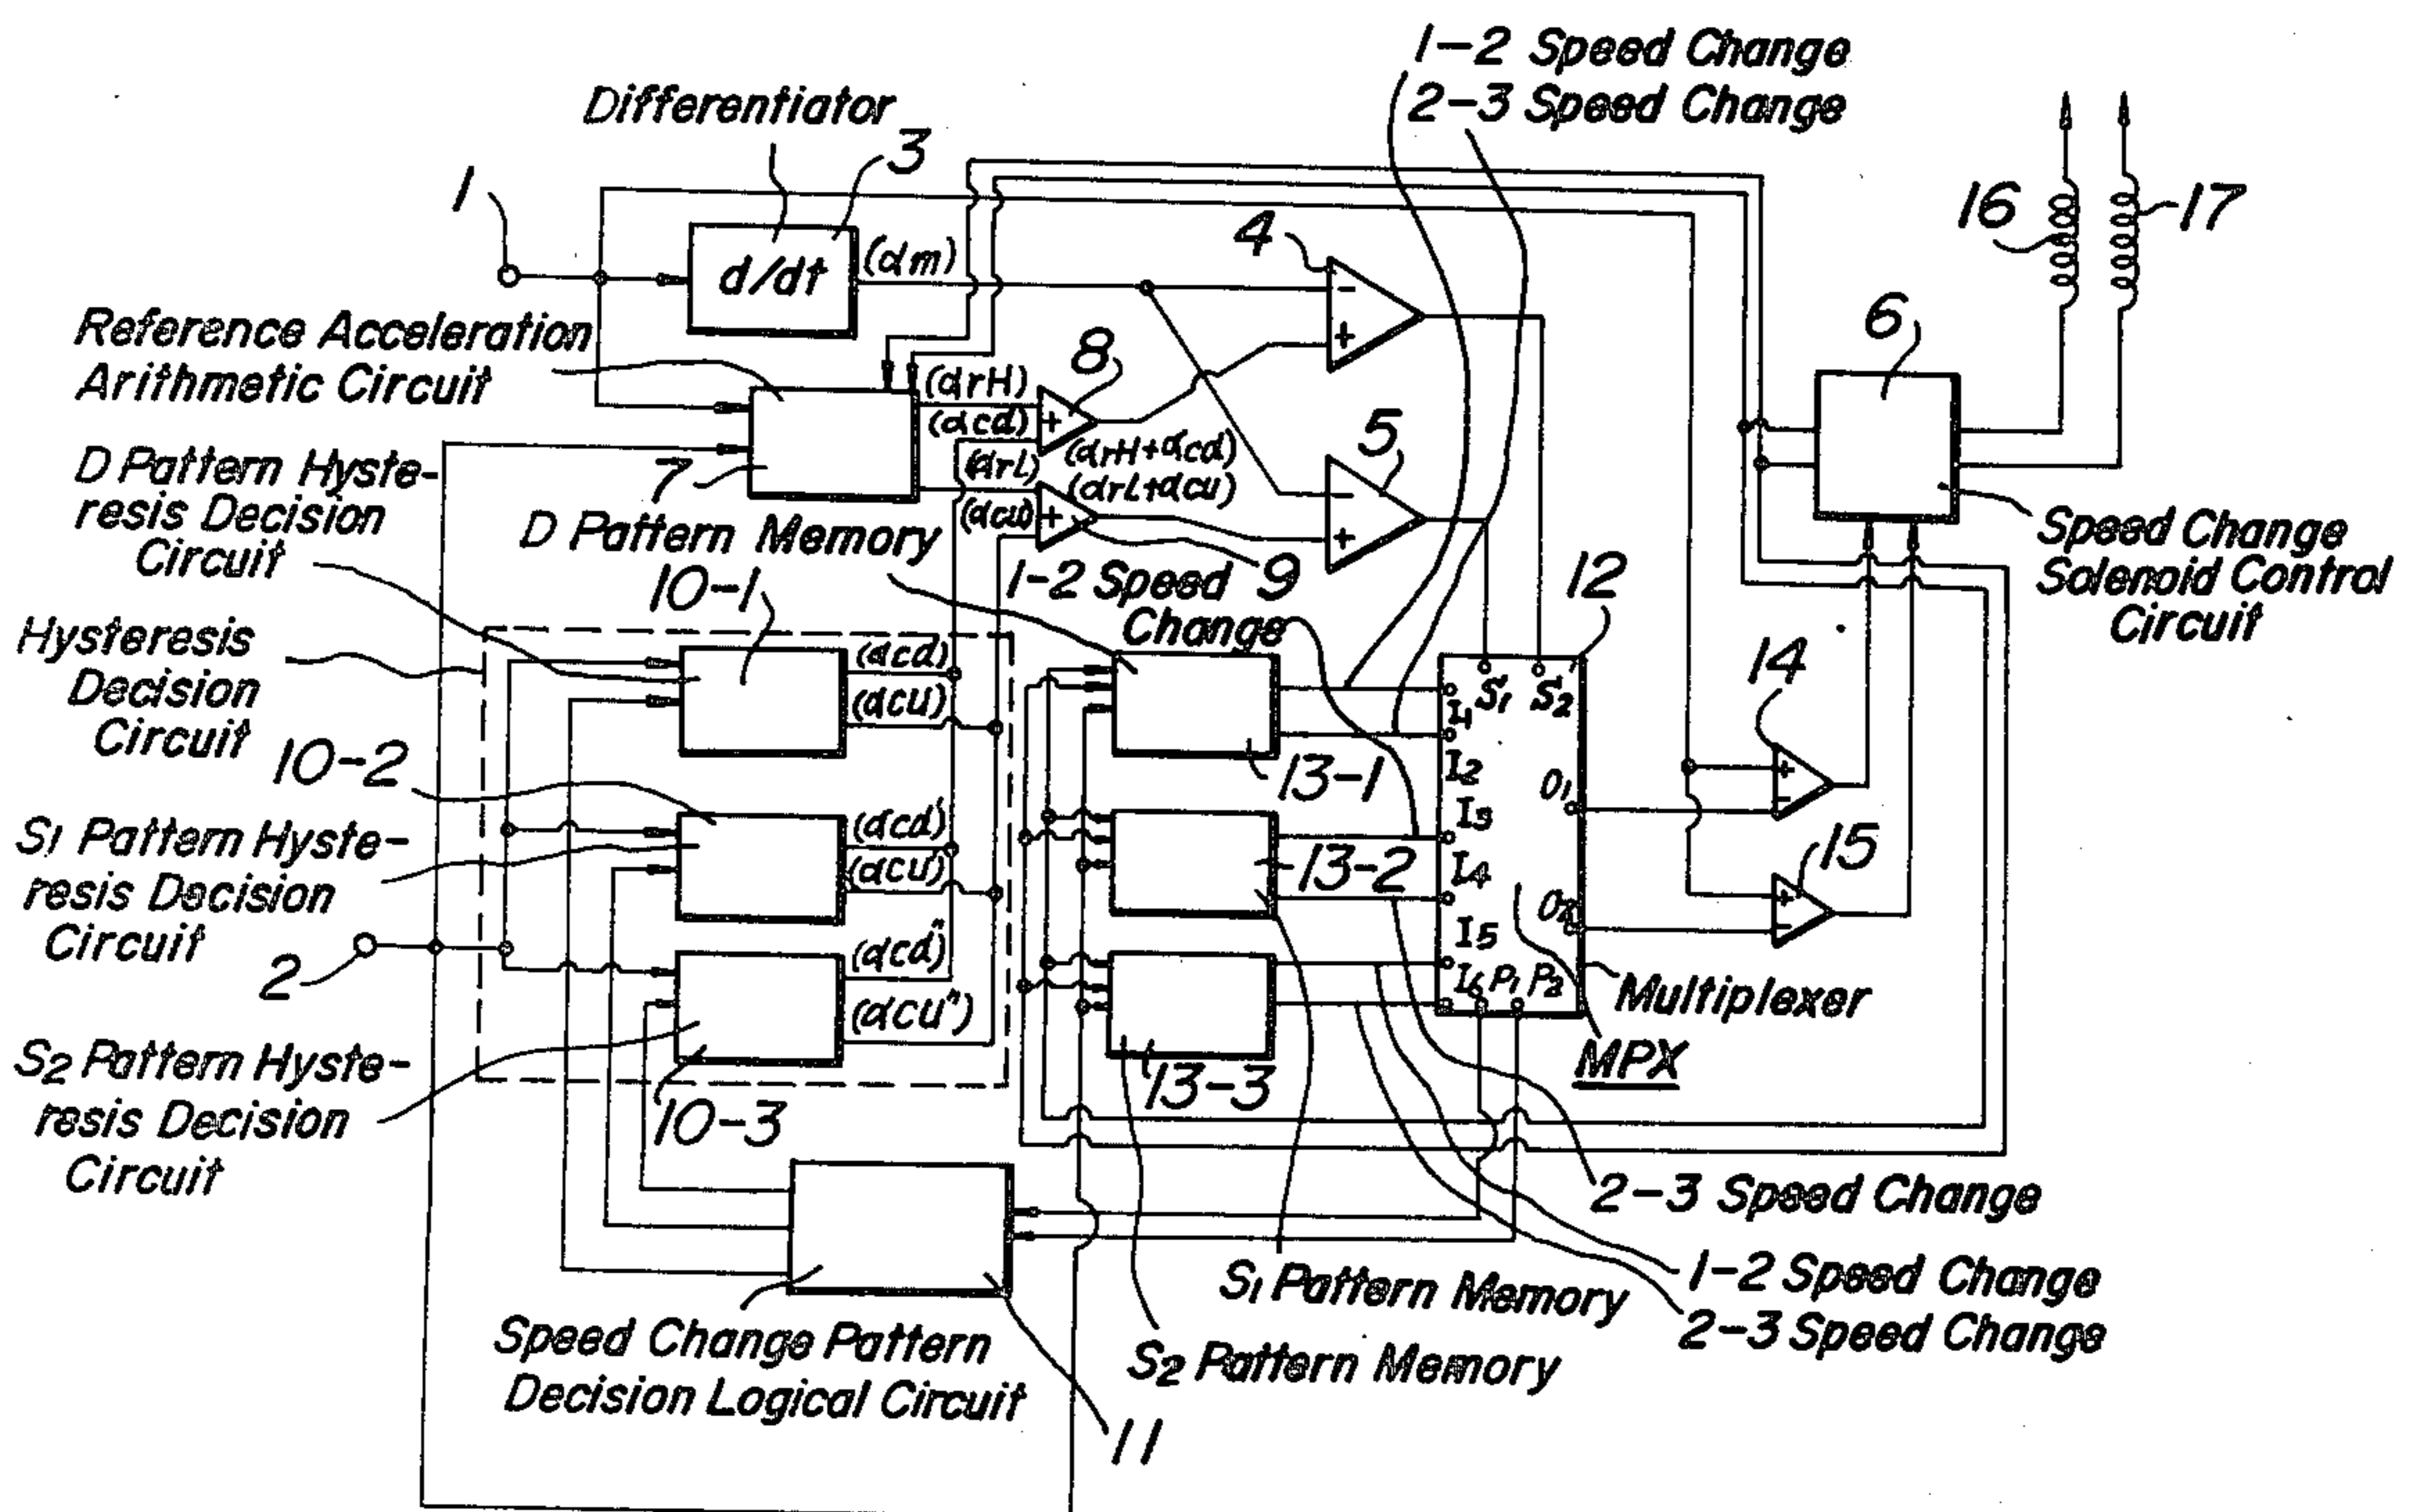 1-2 Speed Change
2-3 Speed Change
Differentiator
3
1
d/dt
(αm)
4
16
17
Reference Acceleration
Arithmetic Circuit
8
6
(αrH)
(αcd)
5
7
(αrL)
(αrH+αcd)
(αrL+αcu)
(αcu)
+
+
-
+
-
+
D Pattern Hyste-
resis Decision
Circuit
D Pattern Memory
9
Speed Change
Solenoid Control
Circuit
10-1
1-2 Speed
Change
12
Hysteresis
Decision
Circuit
(αcd)
(αcu)
S1 S2
14
I1
I2
I3
I4
I5
I6 P1 P2
O1
O2
+
-
+
-
10-2
13-1
S1 Pattern Hyste-
resis Decision
Circuit
(αcd')
(αcu')
13-2
15
2
(αcd")
(αcu")
Multiplexer
MPX
S2 Pattern Hyste-
resis Decision
Circuit
10-3
13-3
2-3 Speed Change
1-2 Speed Change
2-3 Speed Change
S1 Pattern Memory
S2 Pattern Memory
Speed Change Pattern
Decision Logical Circuit
11